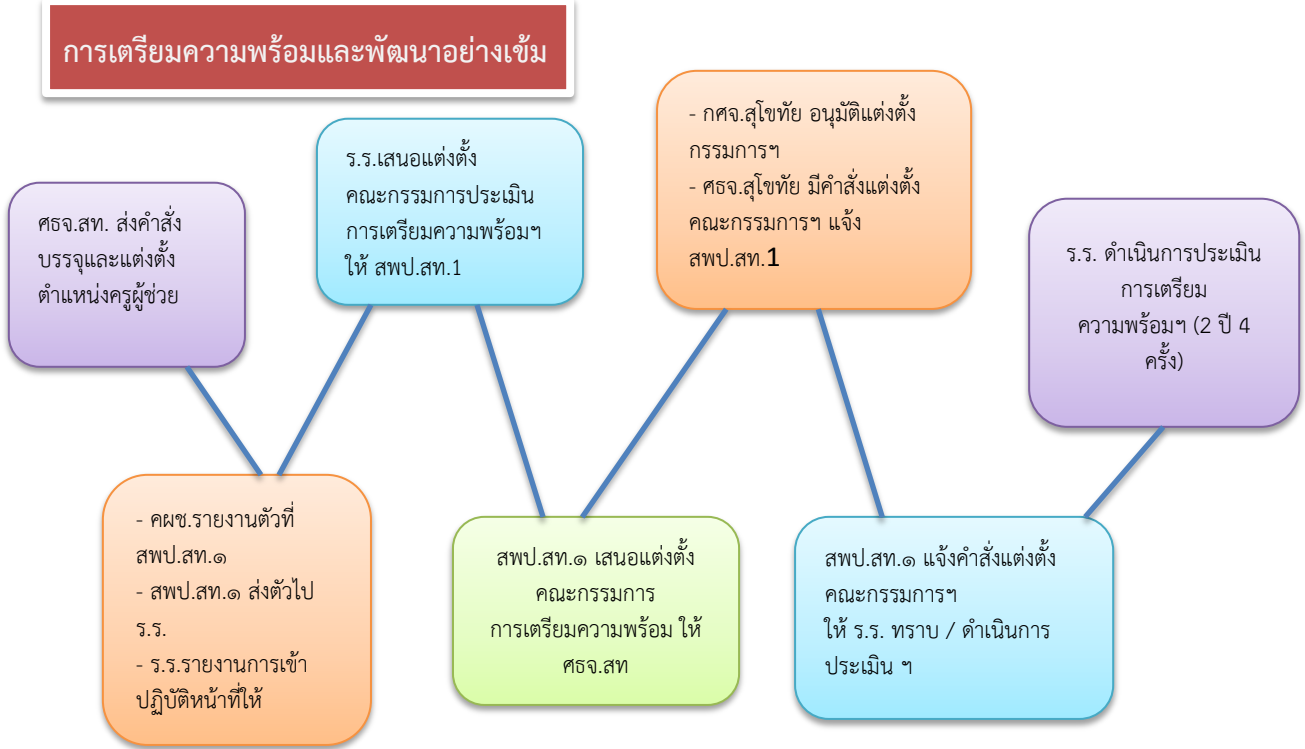 การเตรียมความพร้อมและพัฒนาอย่างเข้ม
ศธจ.สท. ส่งคำสั่ง
บรรจุและแต่งตั้ง
ตำแหน่งครูผู้ช่วย
- คผช.รายงานตัวที่
สพป.สท.๑
- สพป.สท.๑ ส่งตัวไป
ร.ร.
- ร.ร.รายงานการเข้า
ปฏิบัติหน้าที่ให้
ร.ร.เสนอแต่งตั้ง
คณะกรรมการประเมิน
การเตรียมความพร้อมฯ
ให้ สพป.สท.1
สพป.สท.๑ เสนอแต่งตั้ง
คณะกรรมการ
การเตรียมความพร้อม ให้
ศธจ.สท
- กศจ.สุโขทัย อนุมัติแต่งตั้ง
กรรมการฯ
- ศธจ.สุโขทัย มีคำสั่งแต่งตั้ง
คณะกรรมการฯ แจ้ง
สพป.สท.1
สพป.สท.๑ แจ้งคำสั่งแต่งตั้ง
คณะกรรมการฯ
ให้ ร.ร. ทราบ / ดำเนินการ
ประเมิน ฯ
ร.ร. ดำเนินการประเมิน
การเตรียม
ความพร้อมฯ (2 ปี 4
ครั้ง)